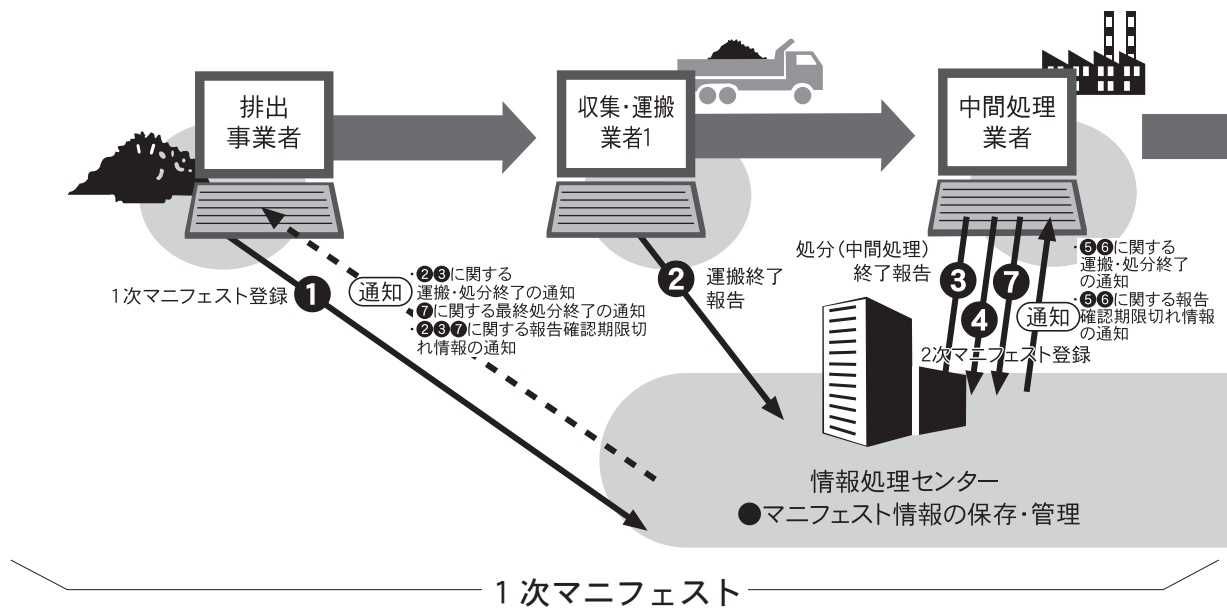 排出
事業者
収集・運搬
業者1
中間処理
業者
1次マニフェスト登録 ❶
通知
・❷❸に関する
運搬・処分終了の通知
・❼に関する最終処分終了の通知
・❷❸❼に関する報告確認期限切
れ情報の通知
❷ 運搬終了
報告
処分（中間処理）
終了報告
❸
❹
❼
2次マニフェスト登録
通知
・❺❻に関する
運搬・処分終了
の通知
・❺❻に関する報告
確認期限切れ情報
の通知
情報処理センター
●マニフェスト情報の保存・管理
1次マニフェスト